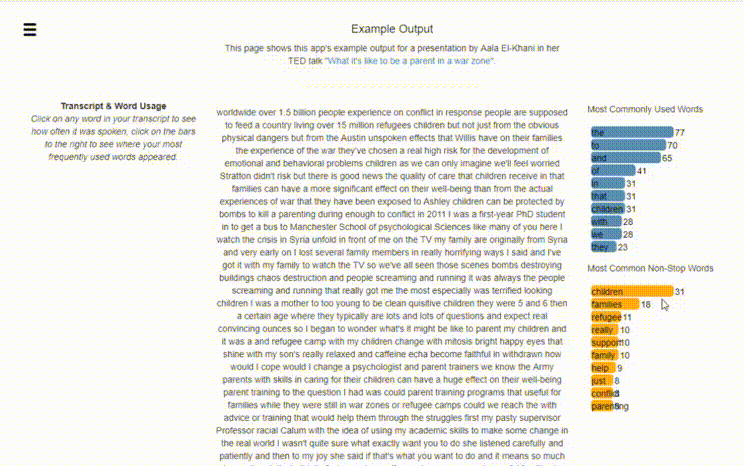 Example Output
This page shows this app's example output for a presentation by Aala El-Khani in her
TED talk "What it's like to be a parent in a war zone".
Transcript & Word Usage
Click on any word in your transcript to see
how often it was spoken, click on the bars
to the right to see where your most
frequently used words appeared.
worldwide over 1.5 billion people experience on conflict in response people are supposed
to feed a country living over 15 million refugees children but not just from the obvious
physical dangers but from the Austin unspoken effects that Willis have on their families
the experience of the war they've chosen a real high risk for the development of
emotional and behavioral problems children as we can only imagine we'll feel worried
Stratton didn't risk but there is good news the quality of care that children receive in that
families can have a more significant effect on their well-being than from the actual
experiences of war that they have been exposed to Ashley children can be protected by
bombs to kill a parenting during enough to conflict in 2011 I was a first-year PhD student
in to get a bus to Manchester School of psychological Sciences like many of you here I
watch the crisis in Syria unfold in front of me on the TV my family are originally from Syria
and very early on I lost several family members in really horrifying ways I said and I've
got it with my family to watch the TV so we've all seen those scenes bombs destroying
buildings chaos destruction and people screaming and running it was always the people
screaming and running that really got me the most especially was terrified looking
children I was a mother to too young to be clean quisitive children they were 5 and 6 then
a certain age where they typically are lots and lots of questions and expect real
convincing ounces so I began to wonder what's it might be like to parent my children and
it was a and refugee camp with my children change with mitosis bright happy eyes that
shine with my son's really relaxed and caffeine echa become faithful in withdrawn how
would I cope would I change a psychologist and parent trainers we know the Army
parents with skills in caring for their children can have a huge effect on their well-being
parent training to the question I had was could parent training programs that useful for
families while they were still in war zones or refugee camps could we reach the with
advice or training that would help them through the struggles first my pasty supervisor
Professor racial Calum with the idea of using my academic skills to make some change in
the real world I wasn't quite sure what exactly want you to do she listened carefully and
patiently and then to my joy she said if that's what you want to do and it means so much
Most Commonly Used Words
the 77
to 70
and 65
of 41
in 31
that 31
children 31
with 28
we 28
they 23
Most Common Non-Stop Words
children 31
families 18
refugee 11
really 10
support 10
family 10
help 9
just 8
conflict 8
parenting 8